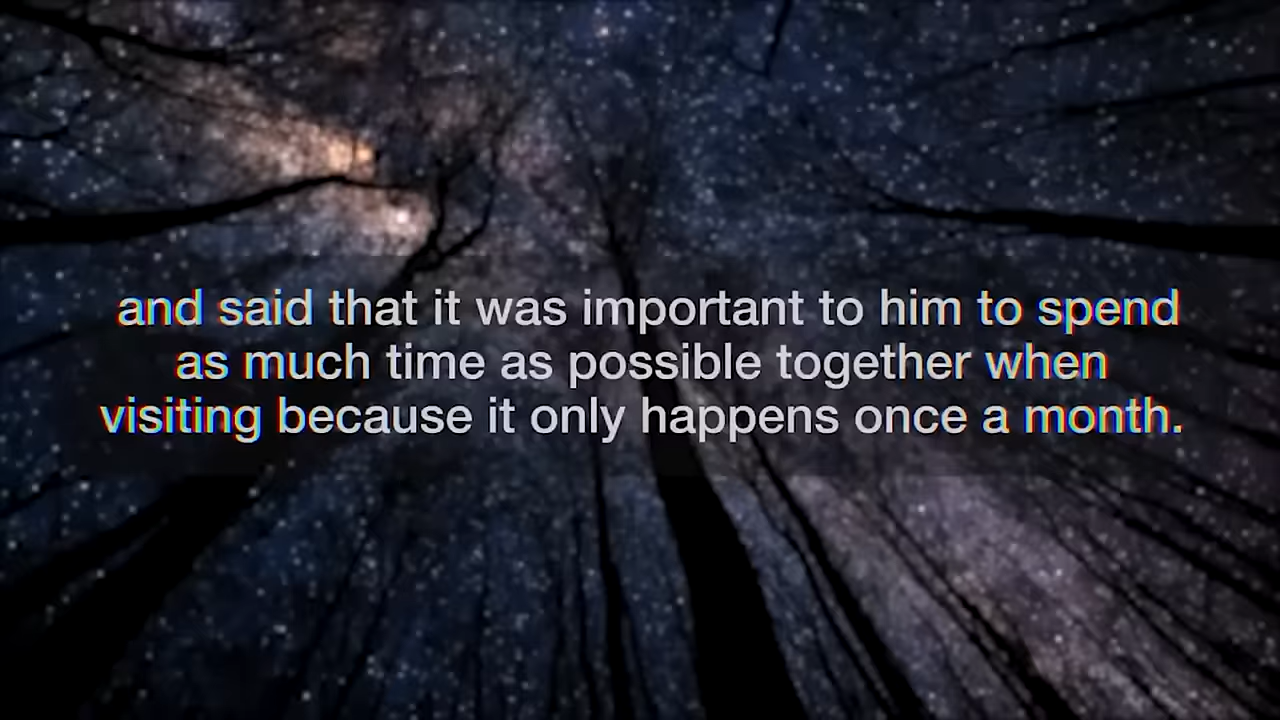 and said that it was important to him to spend
as much time as possible together when
visiting because it only happens once a month.